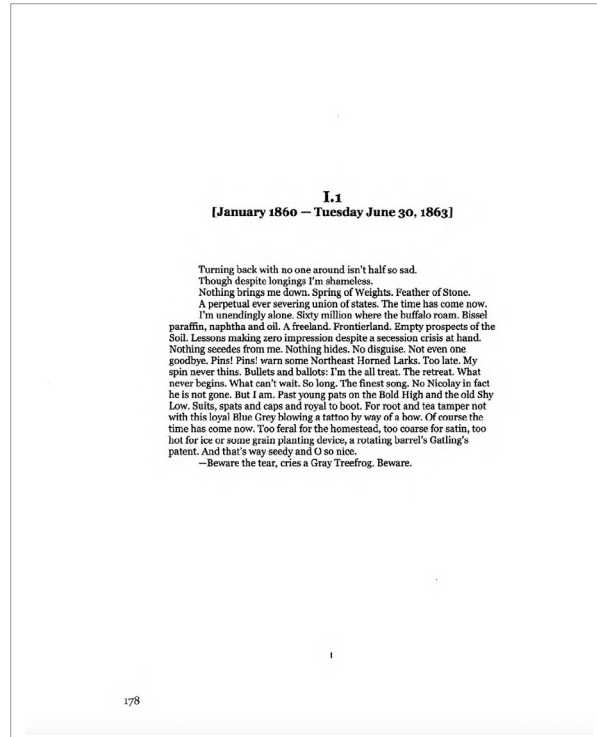 I.1
[January 1860 — Tuesday June 30, 1863]
Turning back with no one around isn't half so sad.
Though despite longings I'm shameless.
Nothing brings me down. Spring of Weights. Feather of Stone.
A perpetual ever severing union of states. The time has come now.
I'm unendingly alone. Sixty million where the buffalo roam. Bissel
paraffin, naphtha and oil. A freeland. Frontierland. Empty prospects of the
Soil. Lessons making zero impression despite a secession crisis at hand.
Nothing secedes from me. Nothing hides. No disguise. Not even one
goodbye. Pins! Pins! warn some Northeast Horned Larks. Too late. My
spin never thins. Bullets and ballots: I'm the all treat. The retreat. What
never begins. What can't wait. So long. The finest song. No Nicolay in fact
he is not gone. But I am. Past young pats on the Bold High and the old Shy
Low. Suits, spats and caps and royal to boot. For root and tea tamper not
with this loyal Blue Grey blowing a tattoo by way of a bow. Of course the
time has come now. Too feral for the homestead, too coarse for satin, too
hot for ice or some grain planting device, a rotating barrel's Gatling's
patent. And that's way seedy and O so nice.
—Beware the tear, cries a Gray Treefrog. Beware.
1
178